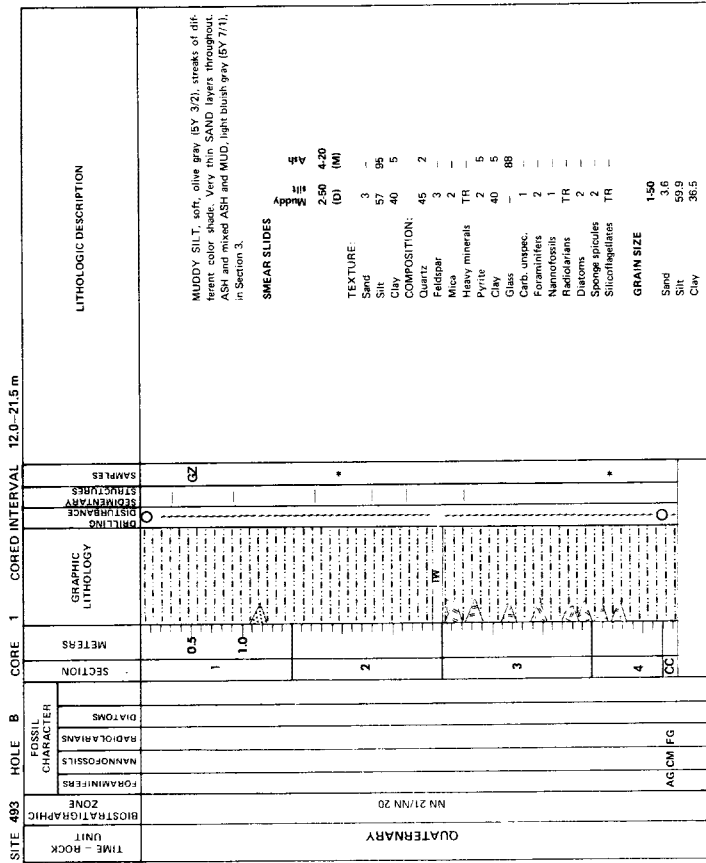 SITE 493 HOLE B CORE 1 CORED INTERVAL 12.0–21.5 m
TIME – ROCK UNIT
BIOSTRATIGRAPHIC ZONE
FOSSIL CHARACTER
FORAMINIFERS
NANNOFOSSILS
RADIOLARIANS
DIATOMS
SECTION
METERS
GRAPHIC LITHOLOGY
DRILLING DISTURBANCE
SEDIMENTARY STRUCTURES
SAMPLES
LITHOLOGIC DESCRIPTION
QUATERNARY
NN 21/NN 20
AG CM FG
1
0.5
1.0
2
3
4
CC
IW
GZ
*
*
MUDDY SILT, soft, olive gray (5Y 3/2), streaks of dif-
ferent color shade. Very thin SAND layers throughout.
ASH and mixed ASH and MUD, light bluish gray (5Y 7/1),
in Section 3.
SMEAR SLIDES
Muddy silt Ash
2-50 4-20
(D) (M)
TEXTURE:
Sand 3 –
Silt 57 95
Clay 40 5
COMPOSITION:
Quartz 45 2
Feldspar 3 –
Mica 2 –
Heavy minerals TR –
Pyrite 2 5
Clay 40 5
Glass – 88
Carb. unspec. 1 –
Foraminifers 2 –
Nannofossils 1 –
Radiolarians TR –
Diatoms 2 –
Sponge spicules 2 –
Silicoflagellates TR –
GRAIN SIZE
1-50
Sand 3.6
Silt 59.9
Clay 36.5